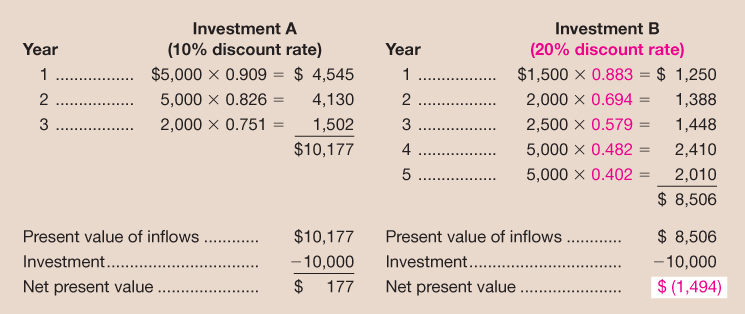 Investment A Investment B
Year (10% discount rate) Year (20% discount rate)
1 ................. $5,000 × 0.909 = $ 4,545 1 ................. $1,500 × 0.883 = $ 1,250
2 ................. 5,000 × 0.826 = 4,130 2 ................. 2,000 × 0.694 = 1,388
3 ................. 2,000 × 0.751 = 1,502 3 ................. 2,500 × 0.579 = 1,448
$10,177 4 ................. 5,000 × 0.482 = 2,410
5 ................. 5,000 × 0.402 = 2,010
$ 8,506
Present value of inflows ............ $10,177 Present value of inflows ............ $ 8,506
Investment.................................. −10,000 Investment.................................. −10,000
Net present value ...................... $ 177 Net present value ...................... $ (1,494)